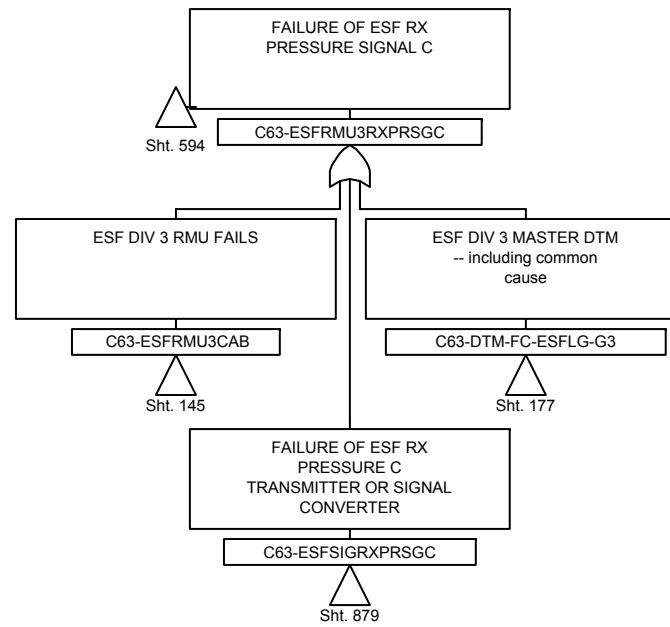 FAILURE OF ESF RX
PRESSURE SIGNAL C
Sht. 594
C63-ESFRMU3RXPRSGC
ESF DIV 3 RMU FAILS
C63-ESFRMU3CAB
Sht. 145
ESF DIV 3 MASTER DTM
-- including common
cause
C63-DTM-FC-ESFLG-G3
Sht. 177
FAILURE OF ESF RX
PRESSURE C
TRANSMITTER OR SIGNAL
CONVERTER
C63-ESFSIGRXPRSGC
Sht. 879